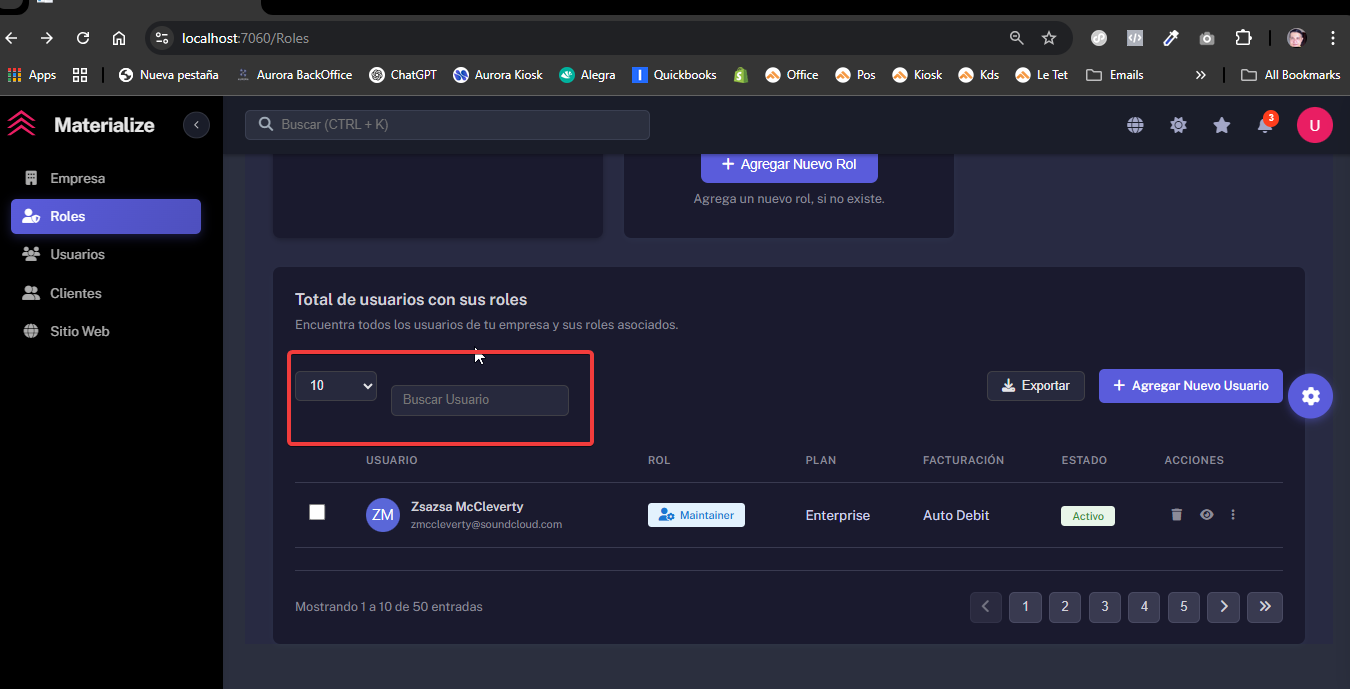 localhost:7060/Roles
Apps
Nueva pestaña
Aurora BackOffice
ChatGPT
Aurora Kiosk
Alegra
Quickbooks
Office
Pos
Kiosk
Kds
Le Tet
Emails
All Bookmarks
Materialize
Buscar (CTRL + K)
3
U
Empresa
Roles
Usuarios
Clientes
Sitio Web
Agregar Nuevo Rol
Agrega un nuevo rol, si no existe.
Total de usuarios con sus roles
Encuentra todos los usuarios de tu empresa y sus roles asociados.
10
Buscar Usuario
Exportar
Agregar Nuevo Usuario
USUARIO ROL PLAN FACTURACIÓN ESTADO ACCIONES
ZM
Zsazsa McCleverty
zmccleverty@soundcloud.com
Maintainer
Enterprise
Auto Debit
Activo
Mostrando 1 a 10 de 50 entradas
1 2 3 4 5